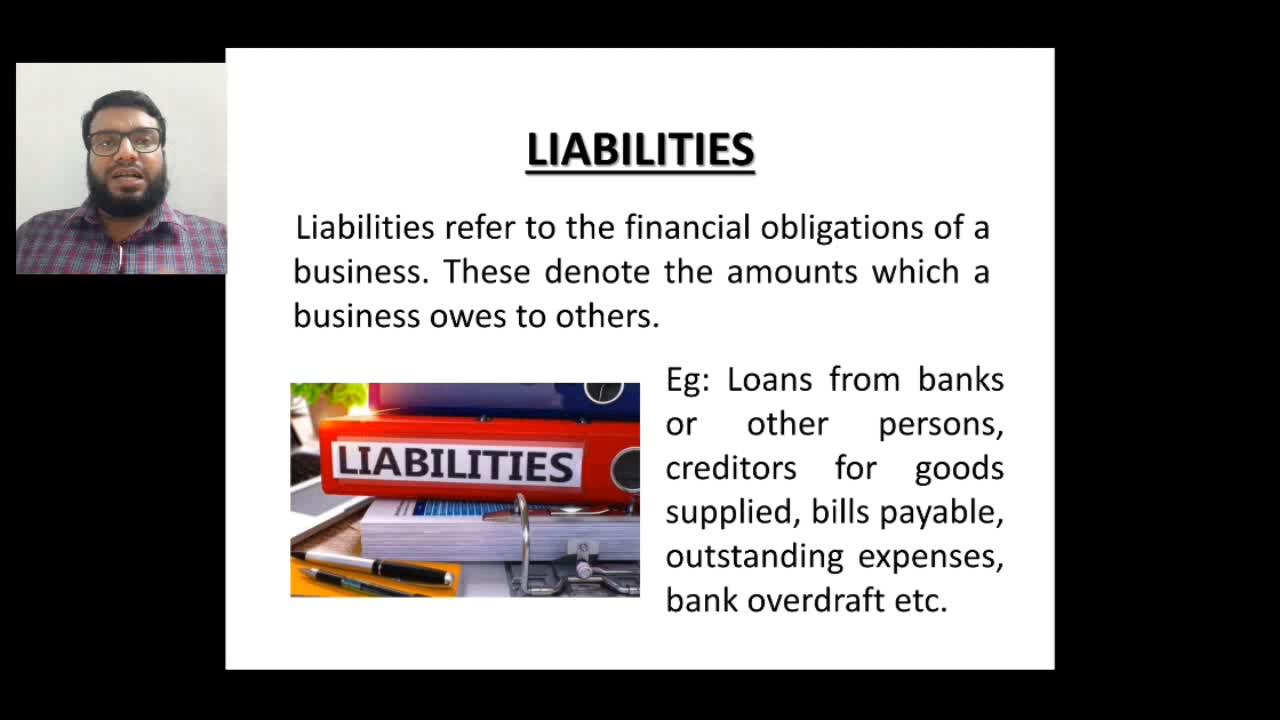 LIABILITIES
Liabilities refer to the financial obligations of a
business. These denote the amounts which a
business owes to others.
LIABILITIES
Eg: Loans from banks
or other persons,
creditors for goods
supplied, bills payable,
outstanding expenses,
bank overdraft etc.